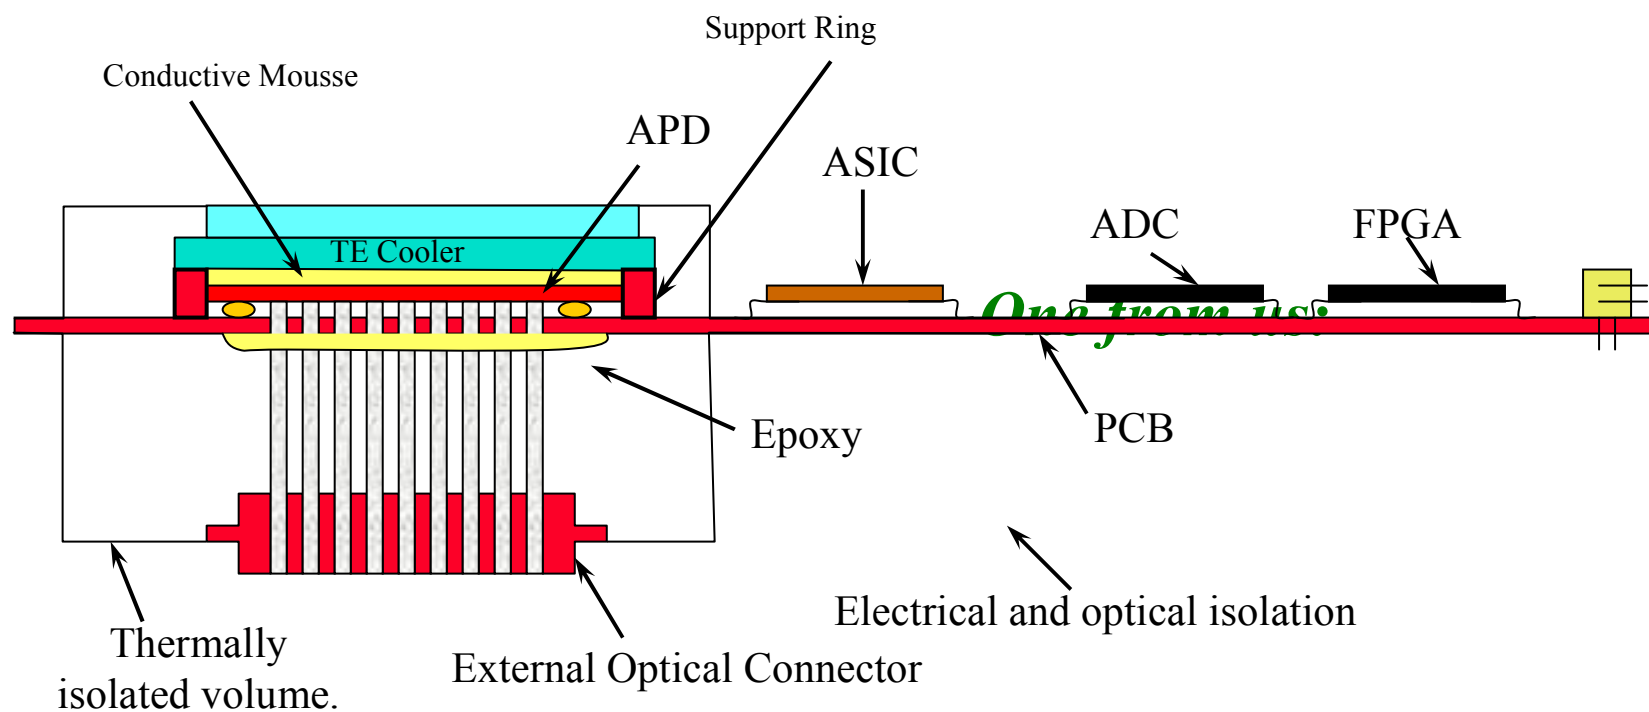 Support Ring
Conductive Mousse
APD
ASIC
ADC
FPGA
TE Cooler
One from us:
PCB
Epoxy
Electrical and optical isolation
Thermally
isolated volume.
External Optical Connector